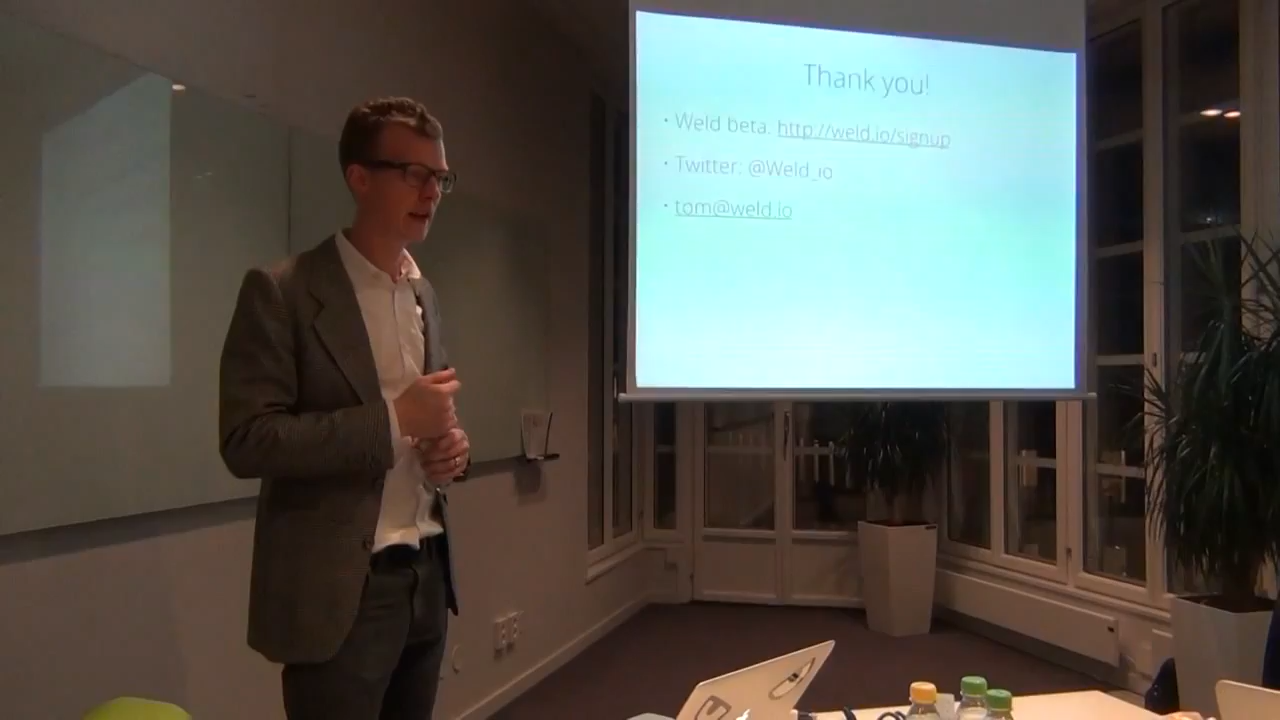 Thank you!
• Weld beta. http://weld.io/signup
• Twitter: @Weld_io
• tom@weld.io